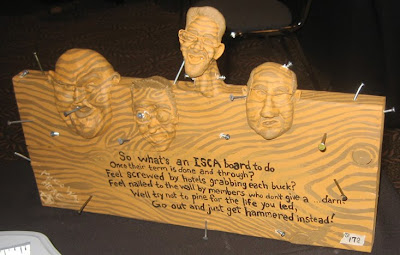 So what's an ISCA board to do
Once their term is done and through?
Feel screwed by hotels grabbing each buck?
Feel nailed to the wall by members who don't give a ...darn?
Well try not to pine for the life you led,
Go out and just get hammered instead!